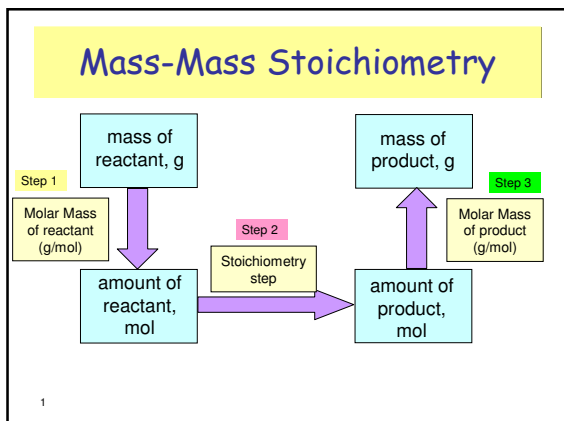 Mass-Mass Stoichiometry
mass of
reactant, g
mass of
product, g
Step 1
Molar Mass
of reactant
(g/mol)
Step 2
Stoichiometry
step
Step 3
Molar Mass
of product
(g/mol)
amount of
reactant,
mol
amount of
product,
mol
1